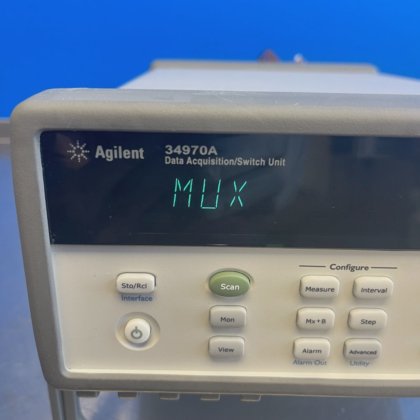 Agilent
34970A
Data Acquisition/Switch Unit
MUX
Configure
Sto/Rcl
Scan
Measure
Interval
Interface
Mon
Mx+B
Step
View
Alarm
Advanced
Alarm Out
Utility